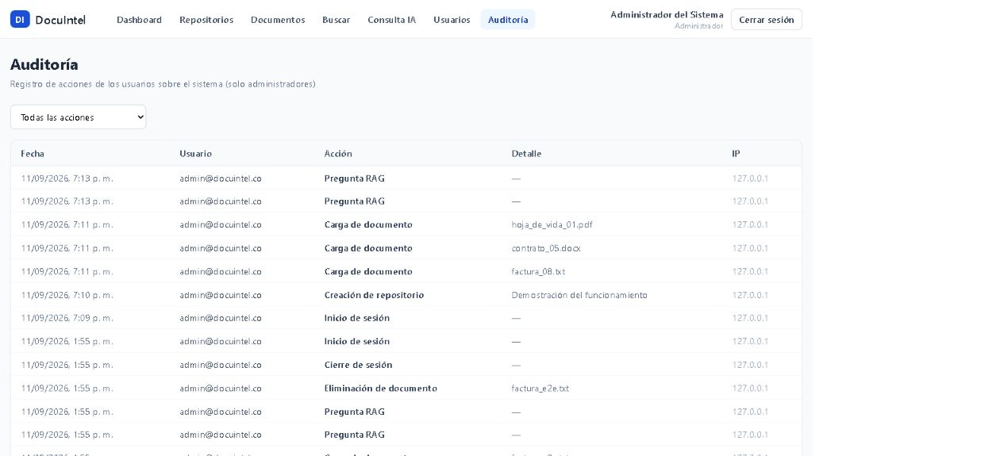 DI DocuIntel Dashboard Repositorios Documentos Buscar Consulta IA Usuarios Auditoría Administrador del Sistema Cerrar sesión
Administrador
Auditoría
Registro de acciones de los usuarios sobre el sistema (solo administradores)
Todas las acciones
Fecha Usuario Acción Detalle IP
11/09/2026, 7:13 p. m. admin@docuintel.co Pregunta RAG — 127.0.0.1
11/09/2026, 7:13 p. m. admin@docuintel.co Pregunta RAG — 127.0.0.1
11/09/2026, 7:11 p. m. admin@docuintel.co Carga de documento hoja_de_vida_01.pdf 127.0.0.1
11/09/2026, 7:11 p. m. admin@docuintel.co Carga de documento contrato_05.docx 127.0.0.1
11/09/2026, 7:11 p. m. admin@docuintel.co Carga de documento factura_08.txt 127.0.0.1
11/09/2026, 7:10 p. m. admin@docuintel.co Creación de repositorio Demostración del funcionamiento 127.0.0.1
11/09/2026, 7:09 p. m. admin@docuintel.co Inicio de sesión — 127.0.0.1
11/09/2026, 1:55 p. m. admin@docuintel.co Inicio de sesión — 127.0.0.1
11/09/2026, 1:55 p. m. admin@docuintel.co Cierre de sesión — 127.0.0.1
11/09/2026, 1:55 p. m. admin@docuintel.co Eliminación de documento factura_e2e.txt 127.0.0.1
11/09/2026, 1:55 p. m. admin@docuintel.co Pregunta RAG — 127.0.0.1
11/09/2026, 1:55 p. m. admin@docuintel.co Pregunta RAG — 127.0.0.1